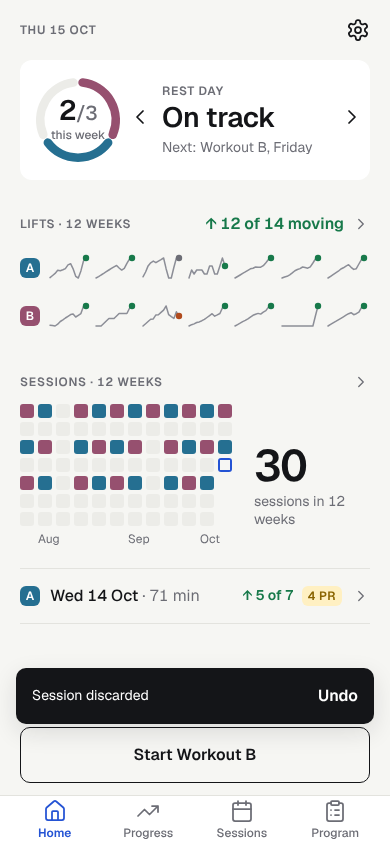 THU 15 OCT
2/3
this week
REST DAY
On track
Next: Workout B, Friday
LIFTS · 12 WEEKS
↑ 12 of 14 moving
A
B
SESSIONS · 12 WEEKS
30
sessions in 12
weeks
Aug Sep Oct
A Wed 14 Oct · 71 min ↑ 5 of 7 4 PR
Session discarded Undo
Start Workout B
Home Progress Sessions Program